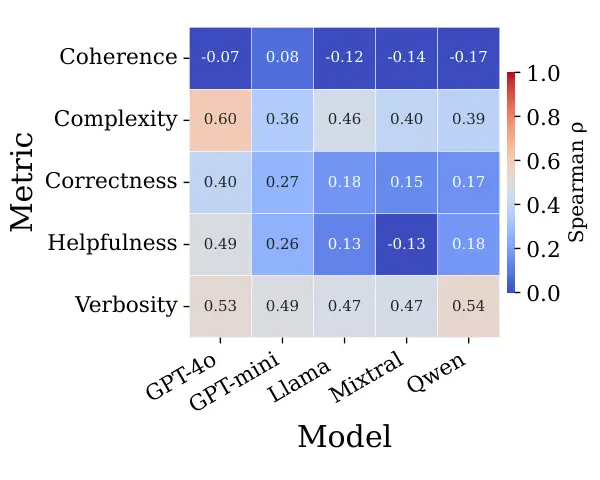 Metric
Coherence -0.07 0.08 -0.12 -0.14 -0.17
Complexity 0.60 0.36 0.46 0.40 0.39
Correctness 0.40 0.27 0.18 0.15 0.17
Helpfulness 0.49 0.26 0.13 -0.13 0.18
Verbosity 0.53 0.49 0.47 0.47 0.54
GPT-4o GPT-mini Llama Mixtral Qwen
Model
1.0
0.8
0.6
0.4
0.2
0.0
Spearman ρ